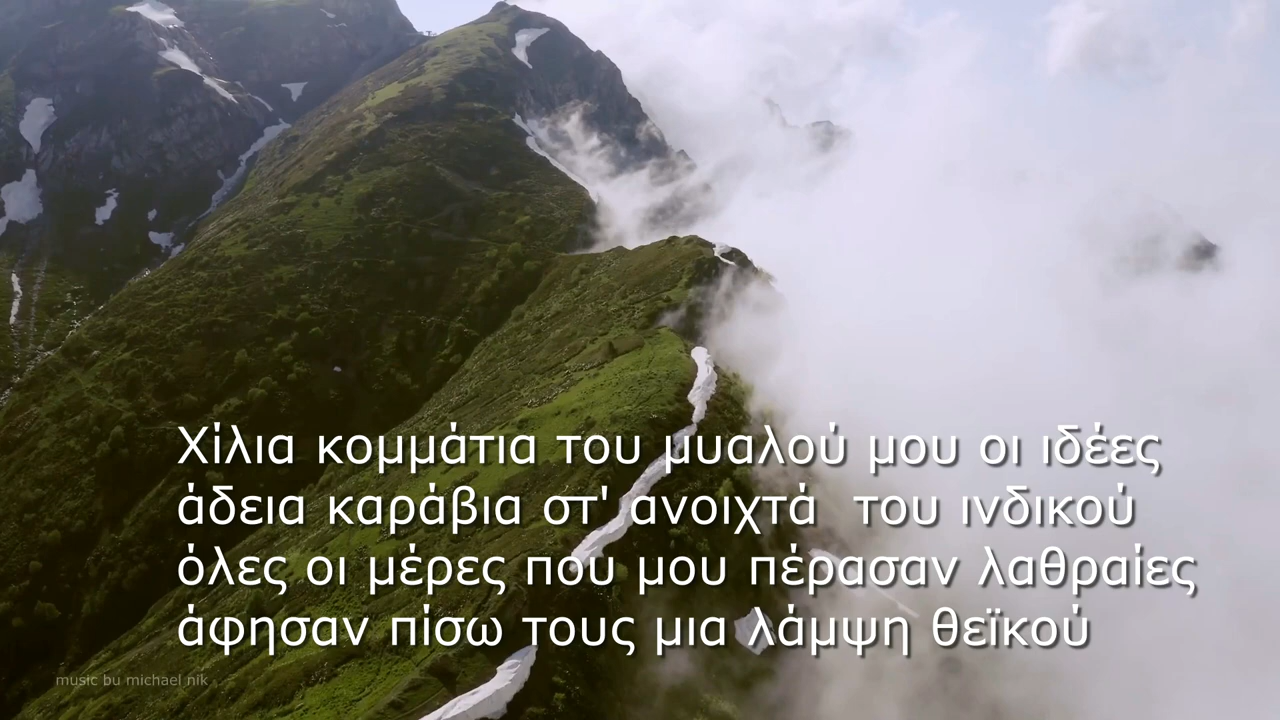 Χίλια κομμάτια του μυαλού μου οι ιδέες
άδεια καράβια στ' ανοιχτά  του ινδικού
όλες οι μέρες που μου πέρασαν λαθραίες
άφησαν πίσω τους μια λάμψη θεϊκού
music bu michael nik